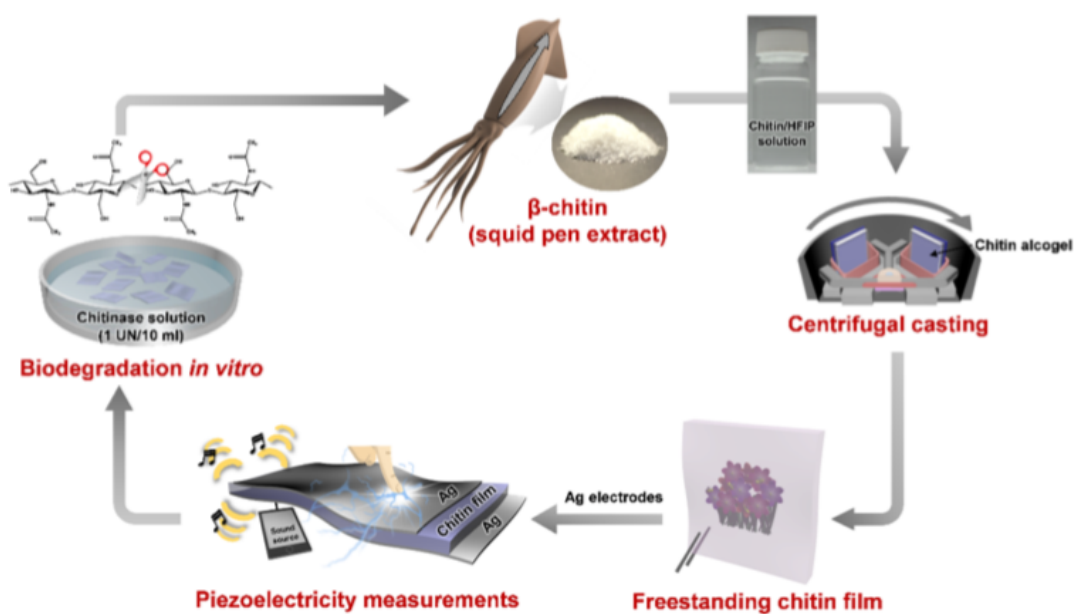 β-chitin
(squid pen extract)
Chitin/HFIP
solution
Chitin alcogel
Centrifugal casting
Freestanding chitin film
Ag electrodes
Ag
Chitin film
Ag
Sound
source
Piezoelectricity measurements
Chitinase solution
(1 UN/10 ml)
Biodegradation in vitro